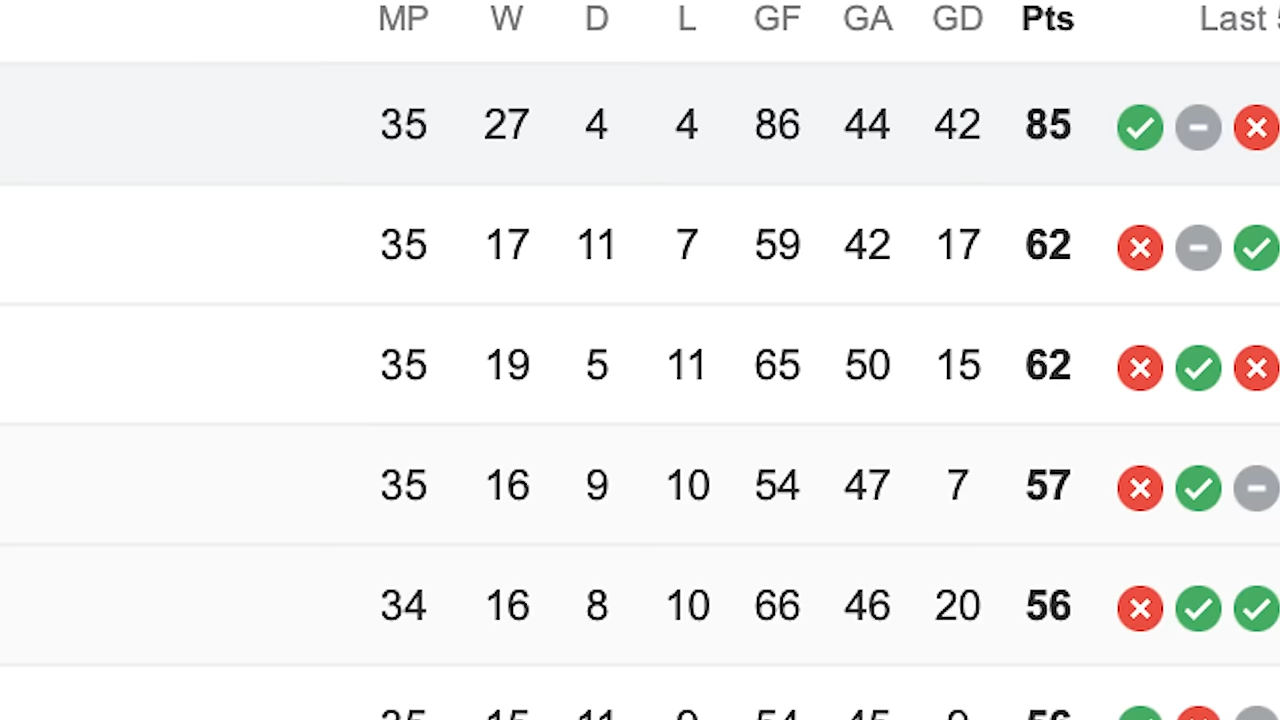 MP W D L GF GA GD Pts Last
35 27 4 4 86 44 42 85
35 17 11 7 59 42 17 62
35 19 5 11 65 50 15 62
35 16 9 10 54 47 7 57
34 16 8 10 66 46 20 56